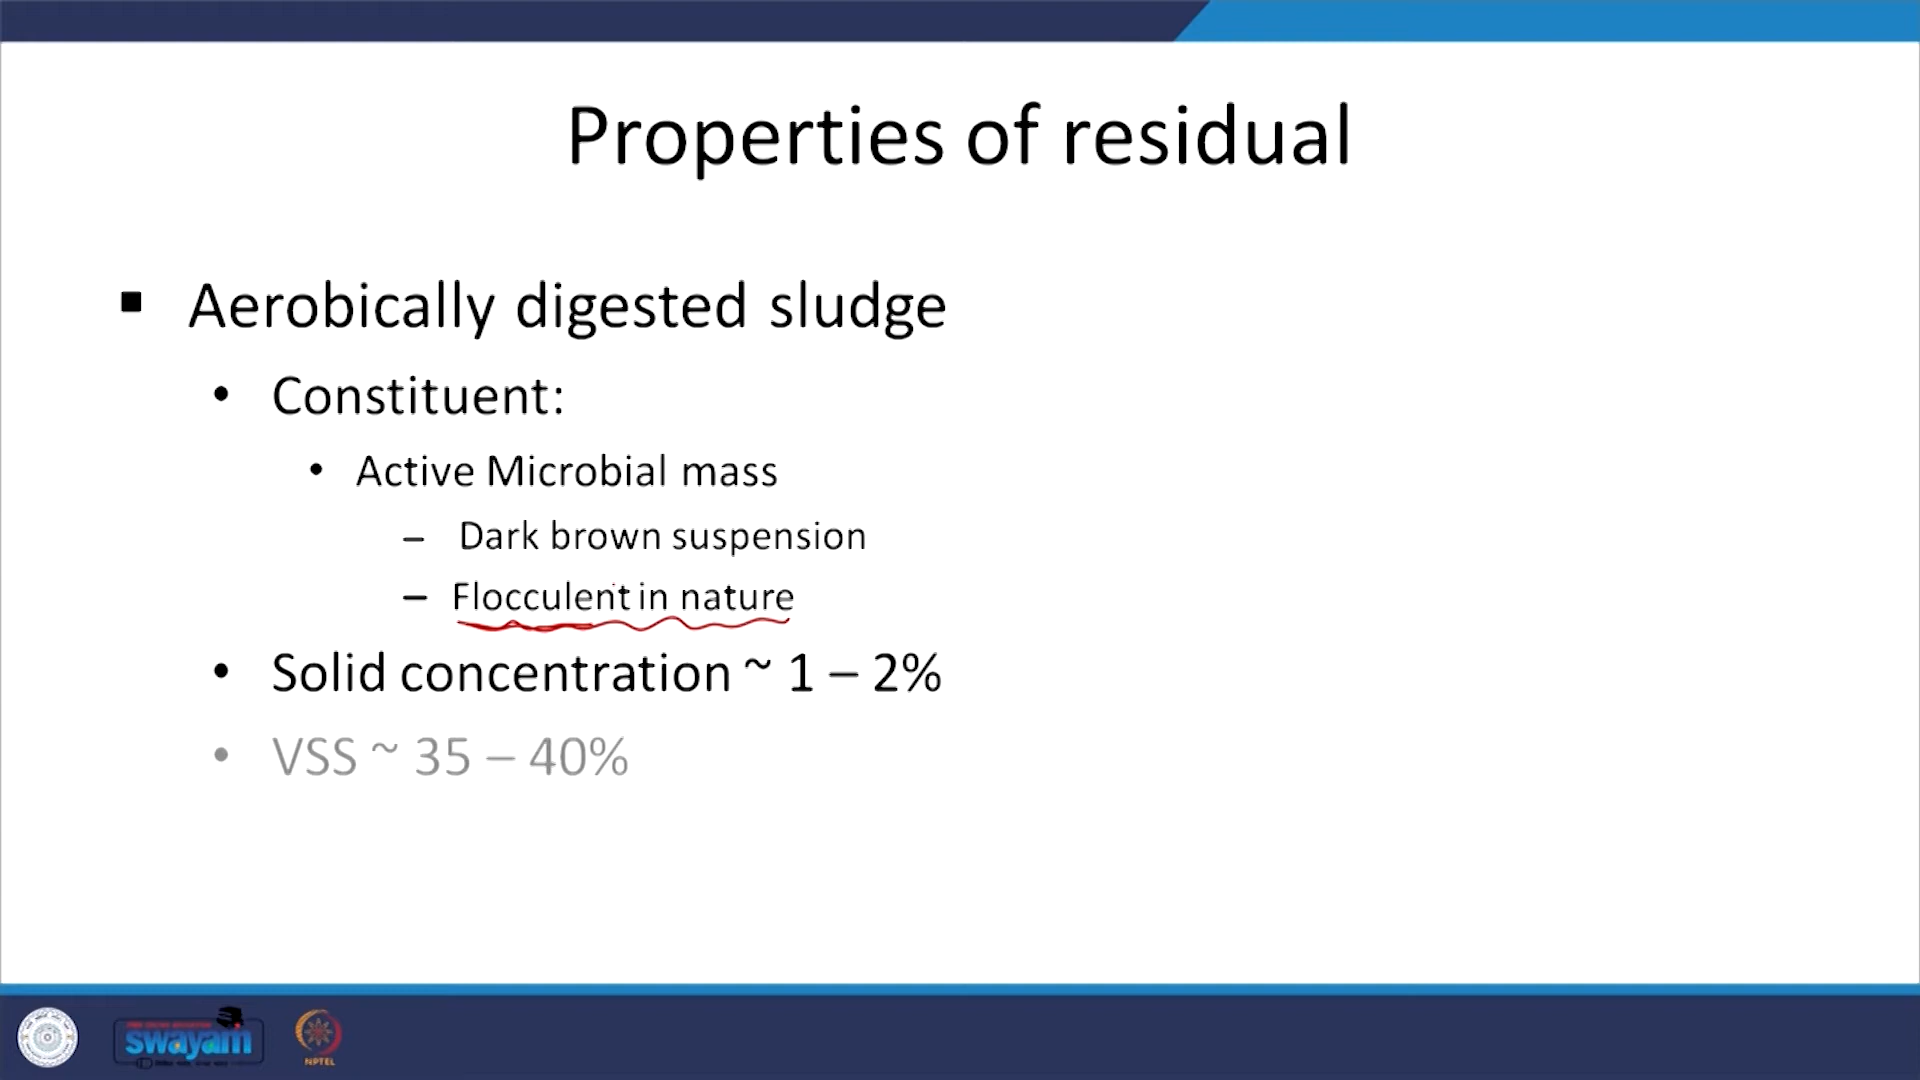 Properties of residual
▪ Aerobically digested sludge
• Constituent:
• Active Microbial mass
– Dark brown suspension
– Flocculent in nature
• Solid concentration ~ 1 – 2%
• VSS ~ 35 – 40%
swayam
NPTEL